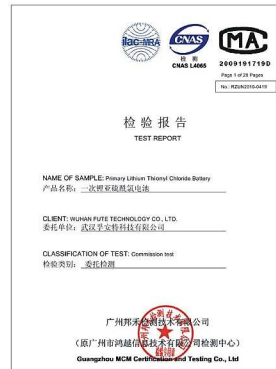 ilac-MRA
CNAS
检 测
CNAS L4065
MA
2009191719D
Page 1 of 28 Pages
No.: RZUN2010-0419
检 验 报 告
TEST REPORT
NAME OF SAMPLE: Primary Lithium Thionyl Chloride Battery
产品名称: 一次锂亚硫酰氯电池
CLIENT: WUHAN FUTE TECHNOLOGY CO., LTD.
委托单位: 武汉孚安特科技有限公司
CLASSIFICATION OF TEST: Commission test
检验类别: 委托检测
广州邦禾检测技术有限公司
(原广州市鸿越信息技术有限公司检测中心)
Guangzhou MCM Certification and Testing Co., Ltd